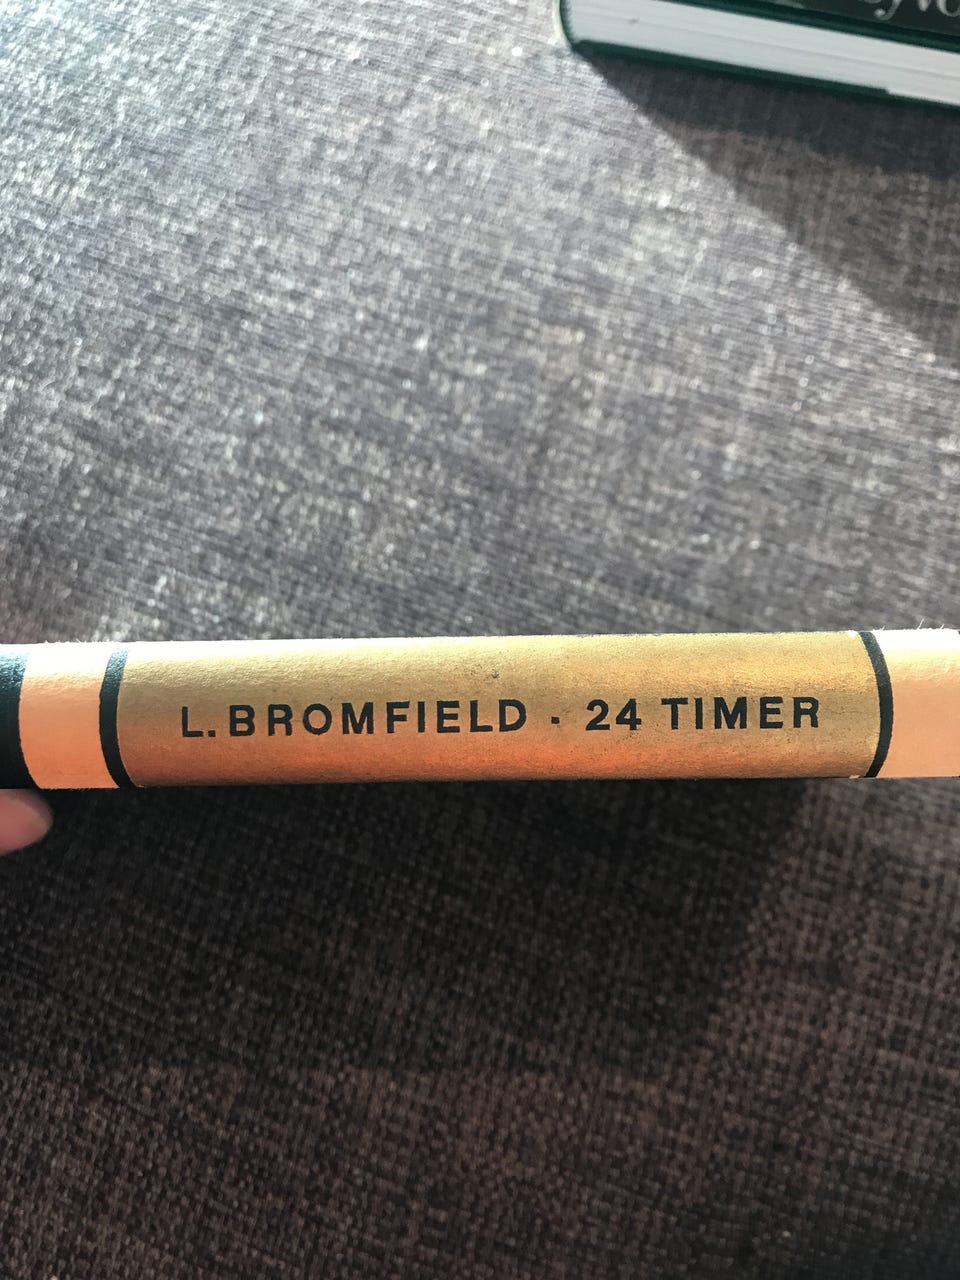 L. BROMFIELD · 24 TIMER